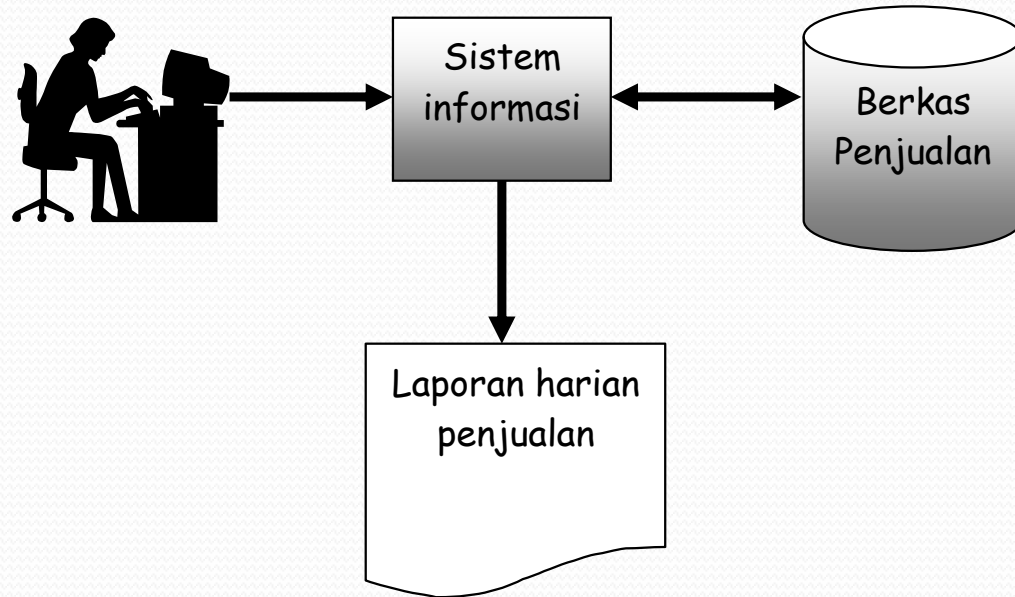 Sistem
informasi
Berkas
Penjualan
Laporan harian
penjualan